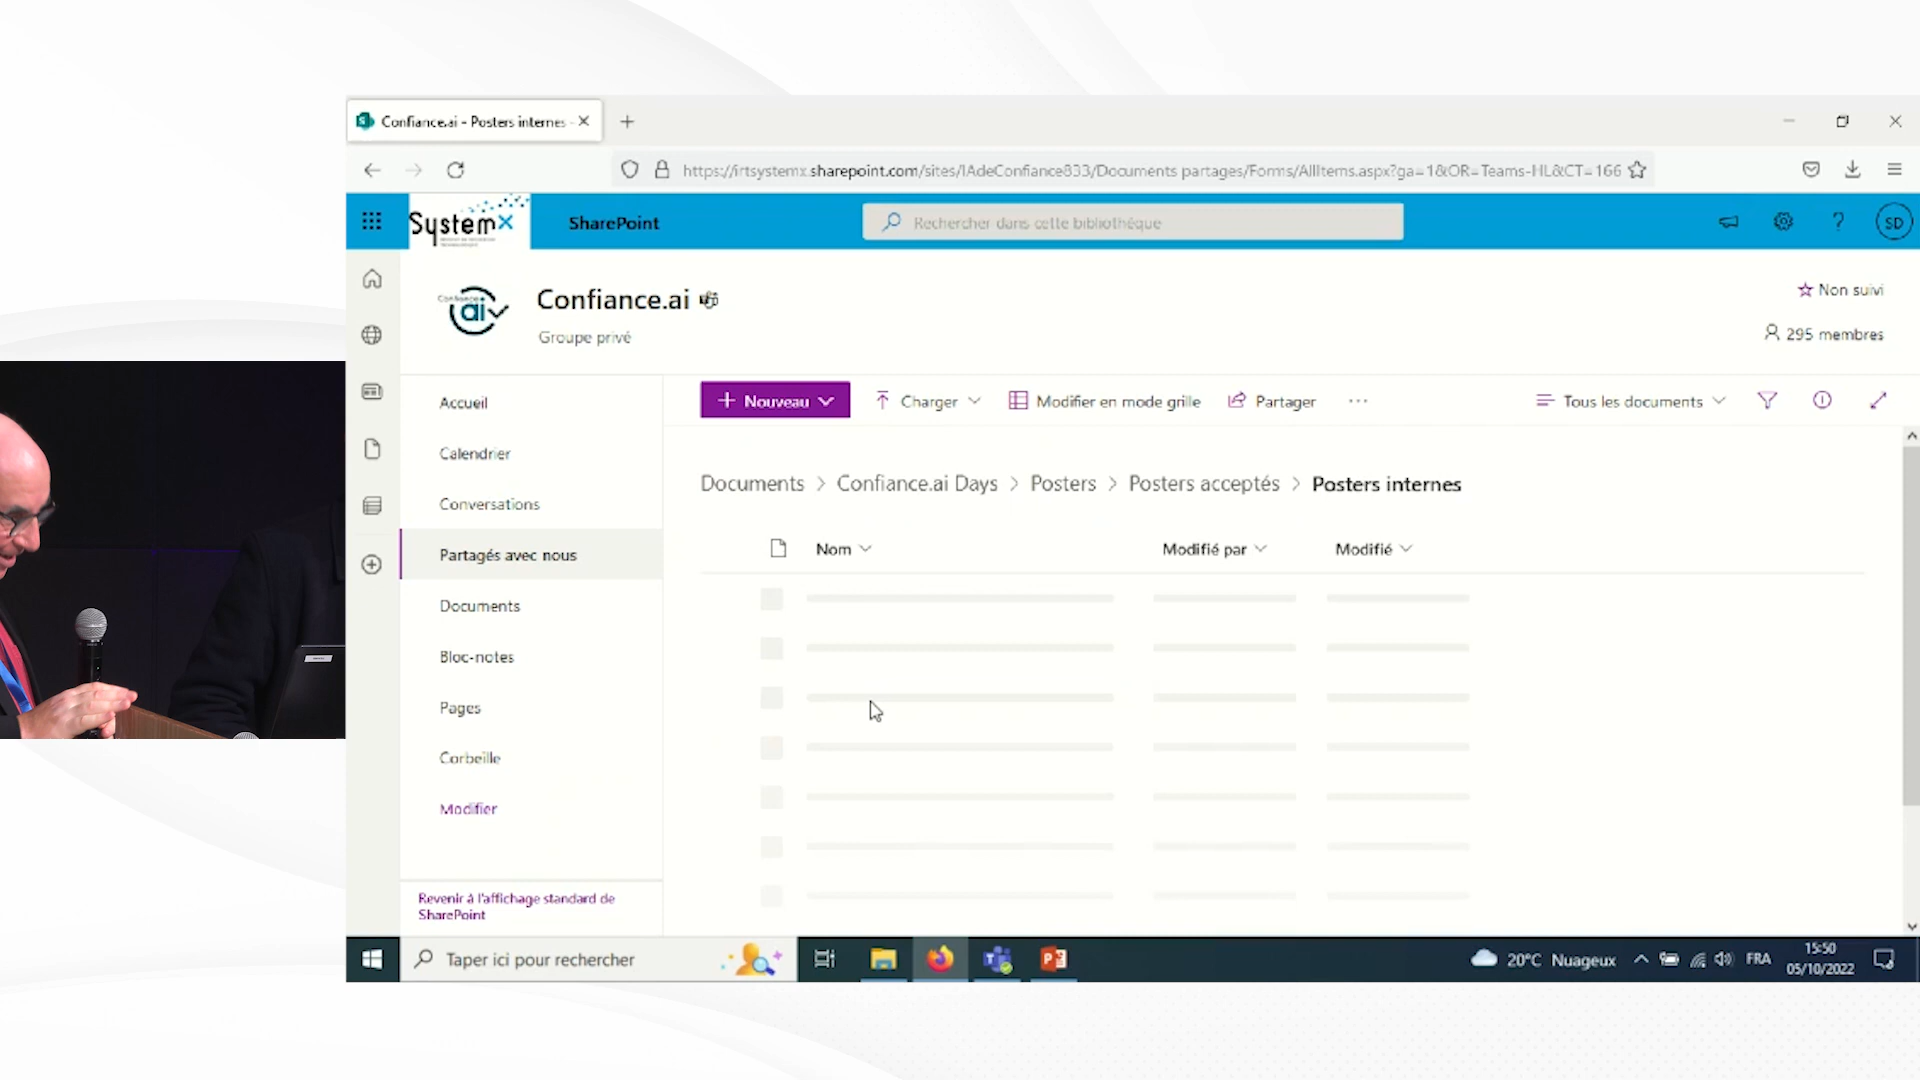 Confiance.ai - Posters internes -
https://irtsystemx.sharepoint.com/sites/IAdeConfiance833/Documents partages/Forms/AllItems.aspx?ga=1&OR=Teams-HL&CT=166
SystemX
SharePoint
Rechercher dans cette bibliothèque
SD
Confiance.ai
Confiance.ai
Groupe privé
Non suivi
295 membres
Accueil
Calendrier
Conversations
Partagés avec nous
Documents
Bloc-notes
Pages
Corbeille
Modifier
Revenir à l'affichage standard de
SharePoint
Nouveau
Charger
Modifier en mode grille
Partager
Tous les documents
Documents > Confiance.ai Days > Posters > Posters acceptés > Posters internes
Nom
Modifié par
Modifié
Taper ici pour rechercher
20°C Nuageux
FRA
15:50
05/10/2022